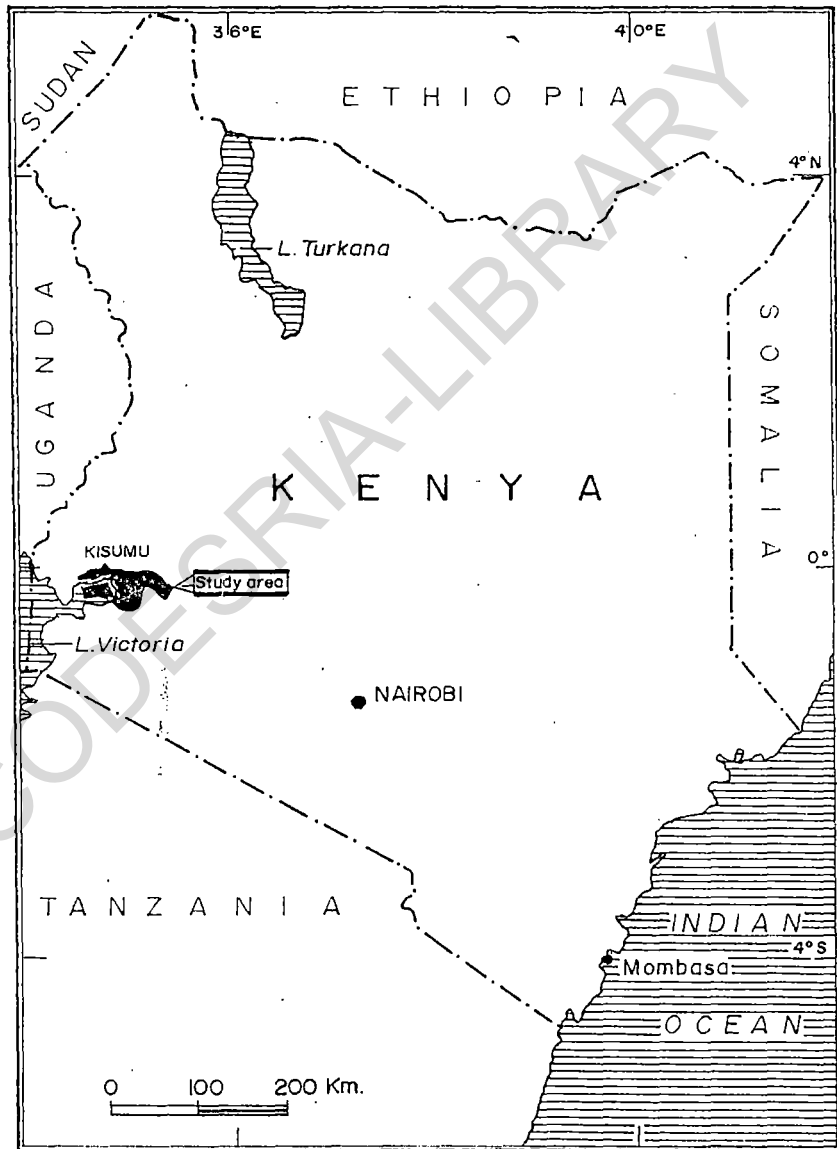 36°E 40°E
SUDAN
ETHIOPIA
4°N
L. Turkana
UGANDA
SOMALIA
KENYA
KISUMU
0°
Study area
L. Victoria
NAIROBI
TANZANIA
INDIAN
4°S
Mombasa
OCEAN
0 100 200 Km.
CODESRIA-LIBRARY